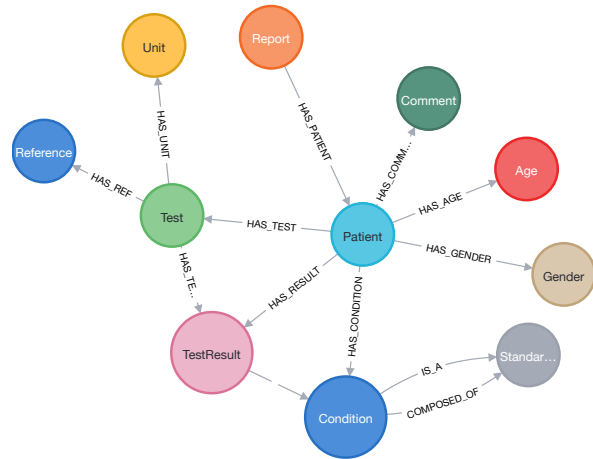 Report
Unit
Comment
HAS_UNIT
HAS_PATIENT
HAS_COMM...
Reference
HAS_REF
Age
HAS_AGE
Test
HAS_TEST
Patient
HAS_GENDER
Gender
HAS_TE...
HAS_RESULT
HAS_CONDITION
TestResult
Standar...
IS_A
COMPOSED_OF
Condition